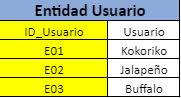 Entidad Usuario
ID_Usuario Usuario
E01 Kokoriko
E02 Jalapeño
E03 Buffalo